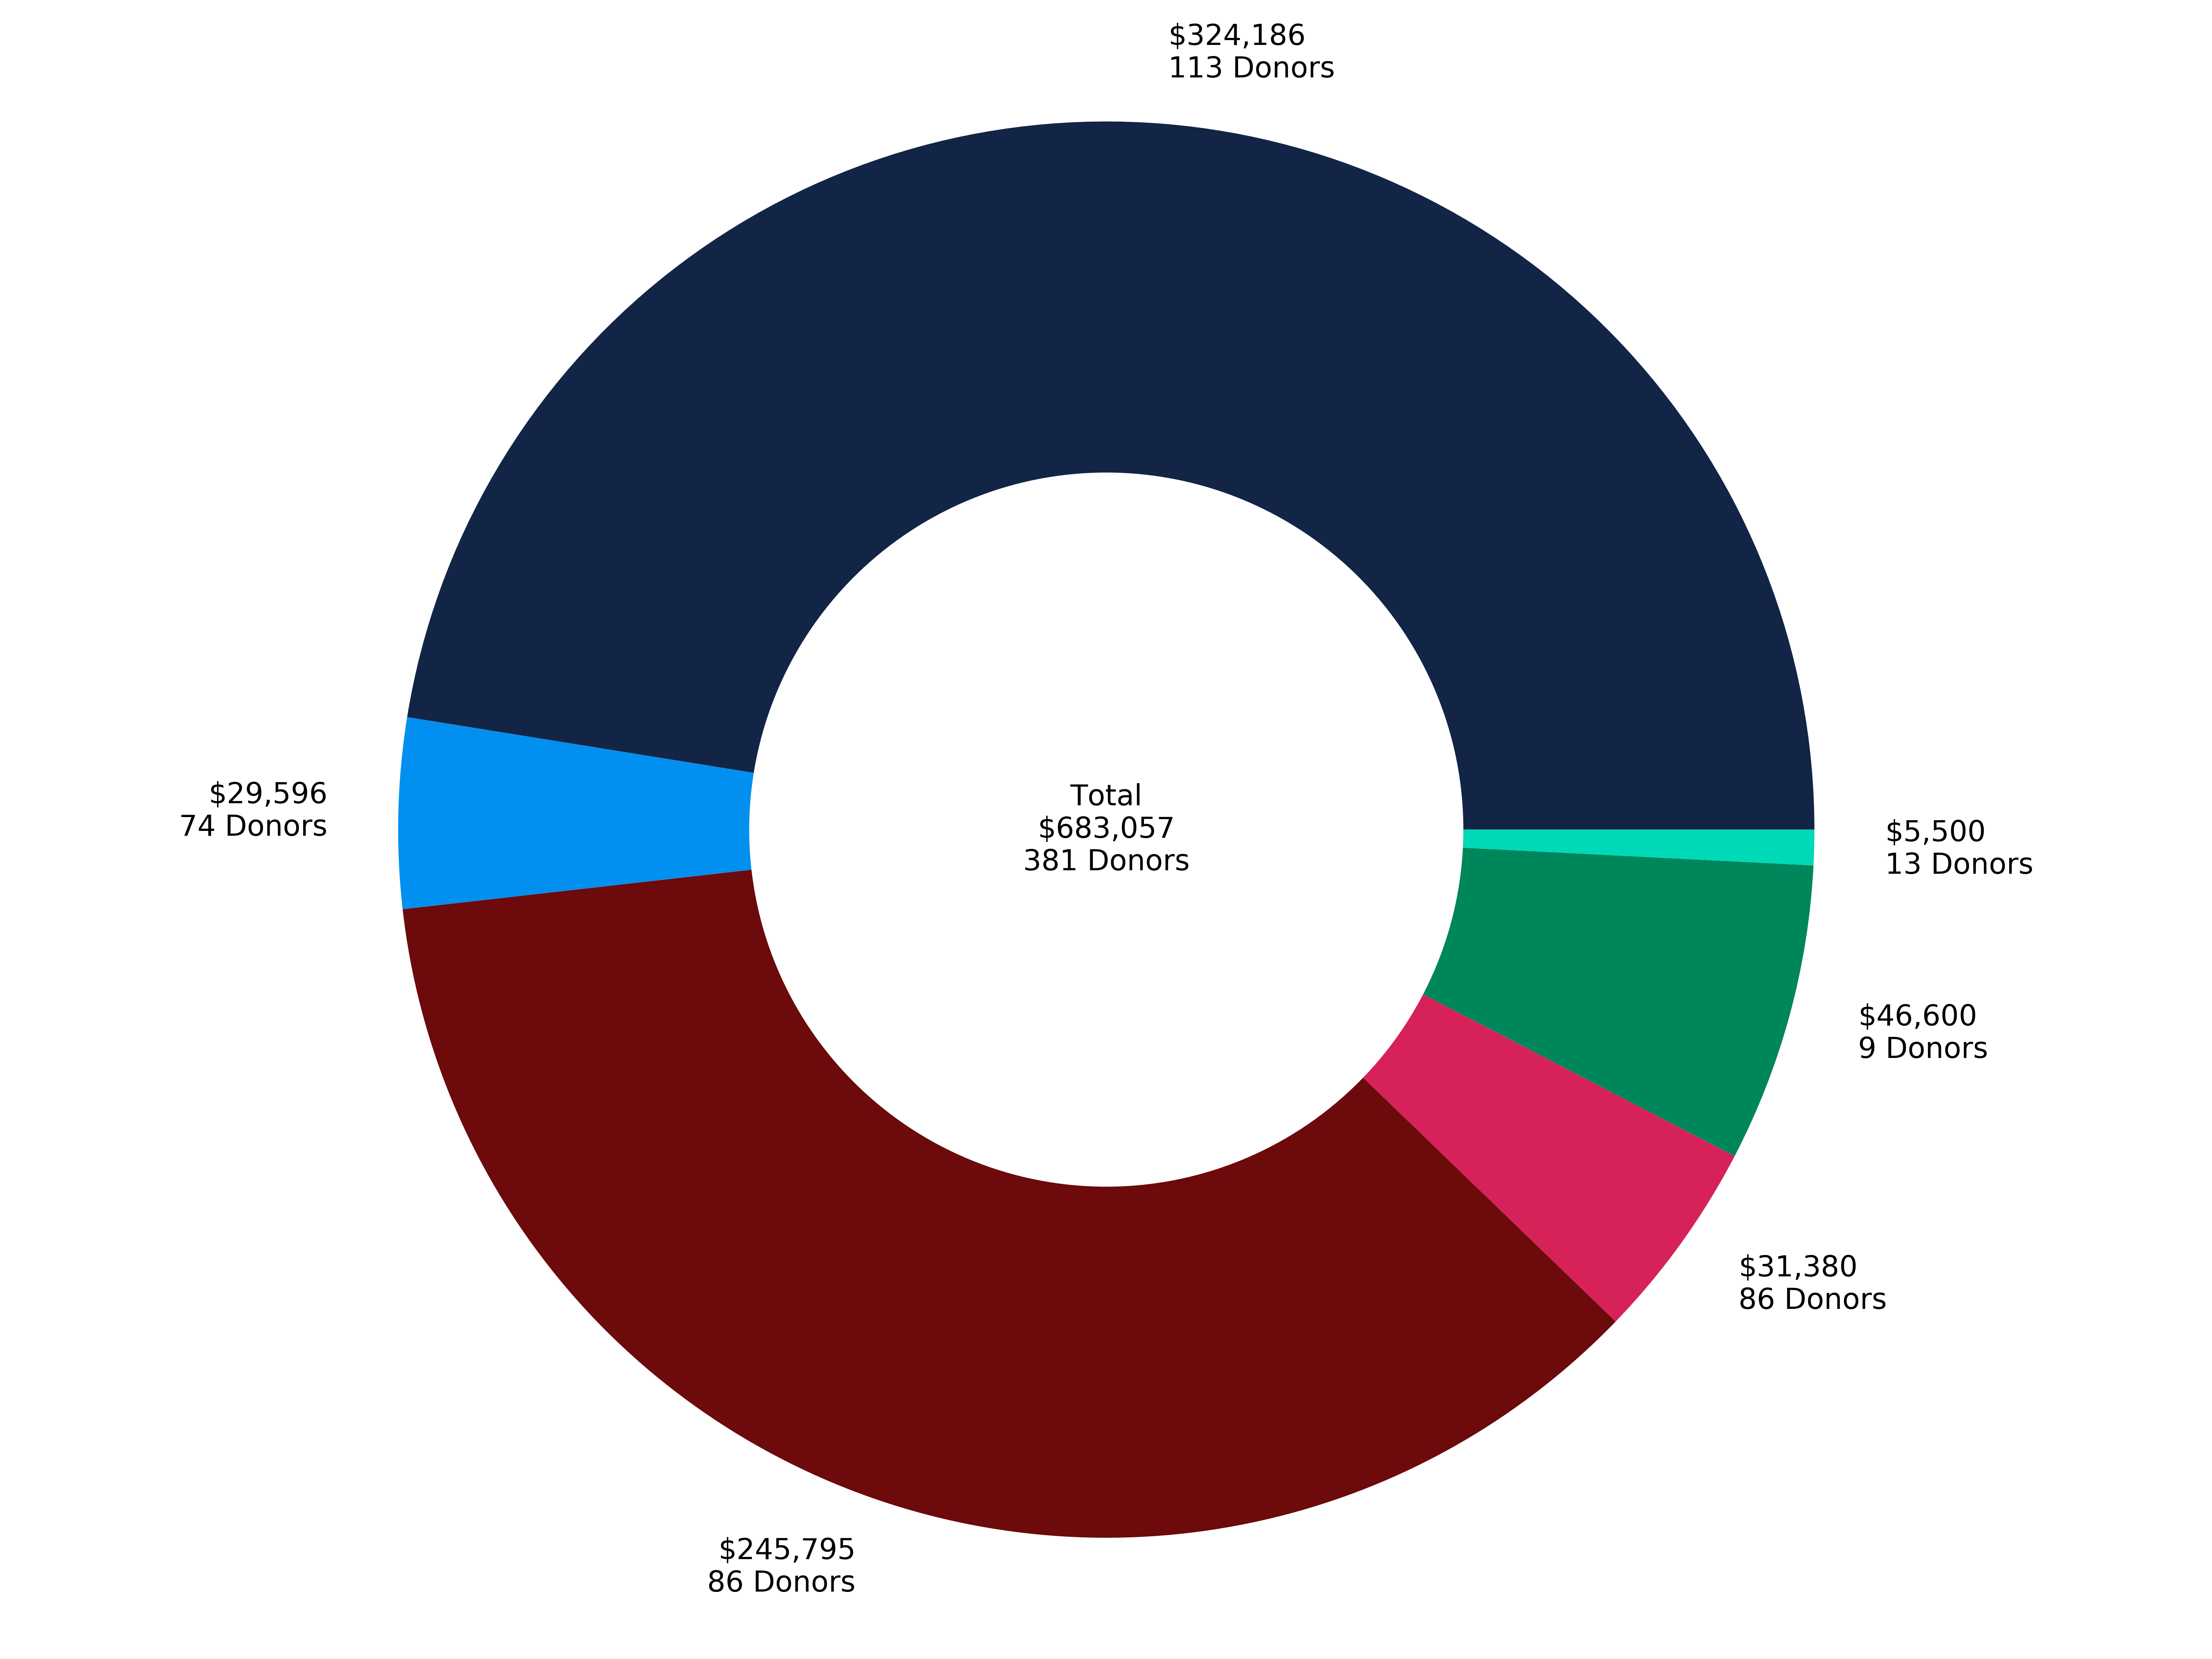 $324,186
113 Donors
$29,596
74 Donors
Total
$683,057
381 Donors
$5,500
13 Donors
$46,600
9 Donors
$31,380
86 Donors
$245,795
86 Donors